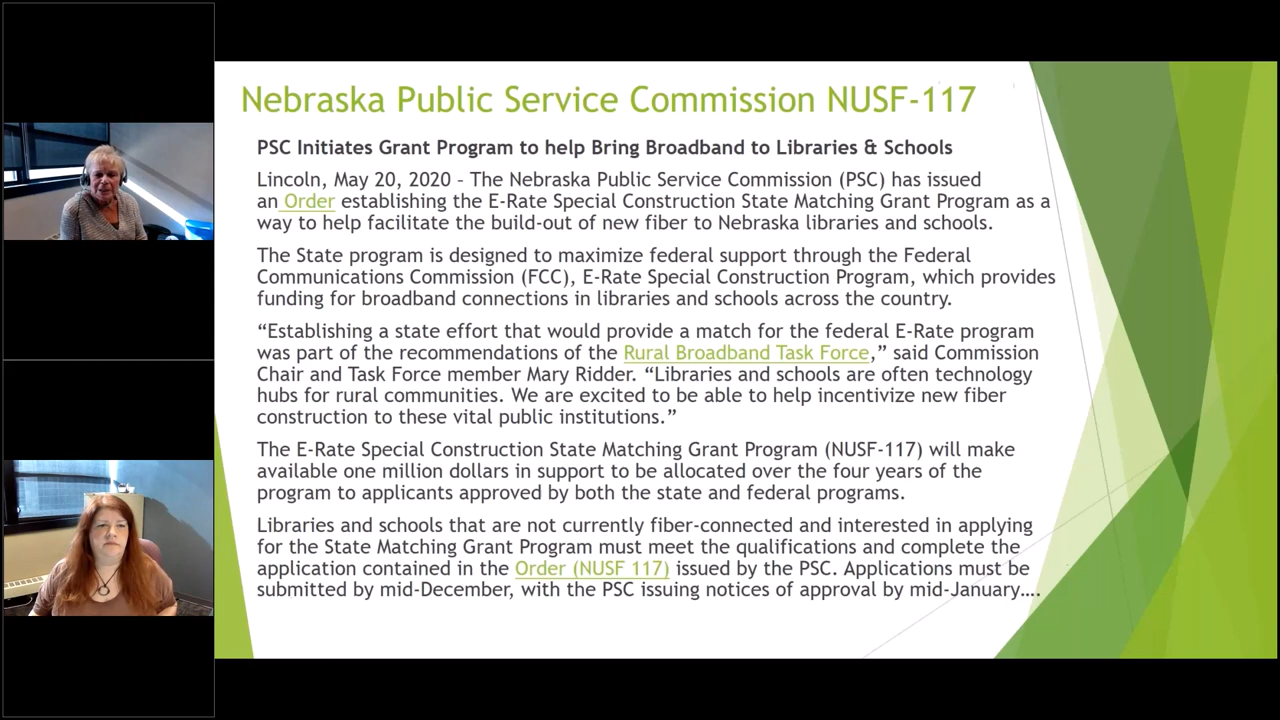 Nebraska Public Service Commission NUSF-117
PSC Initiates Grant Program to help Bring Broadband to Libraries & Schools
Lincoln, May 20, 2020 – The Nebraska Public Service Commission (PSC) has issued
an Order establishing the E-Rate Special Construction State Matching Grant Program as a
way to help facilitate the build-out of new fiber to Nebraska libraries and schools.
The State program is designed to maximize federal support through the Federal
Communications Commission (FCC), E-Rate Special Construction Program, which provides
funding for broadband connections in libraries and schools across the country.
“Establishing a state effort that would provide a match for the federal E-Rate program
was part of the recommendations of the Rural Broadband Task Force,” said Commission
Chair and Task Force member Mary Ridder. “Libraries and schools are often technology
hubs for rural communities. We are excited to be able to help incentivize new fiber
construction to these vital public institutions.”
The E-Rate Special Construction State Matching Grant Program (NUSF-117) will make
available one million dollars in support to be allocated over the four years of the
program to applicants approved by both the state and federal programs.
Libraries and schools that are not currently fiber-connected and interested in applying
for the State Matching Grant Program must meet the qualifications and complete the
application contained in the Order (NUSF 117) issued by the PSC. Applications must be
submitted by mid-December, with the PSC issuing notices of approval by mid-January….